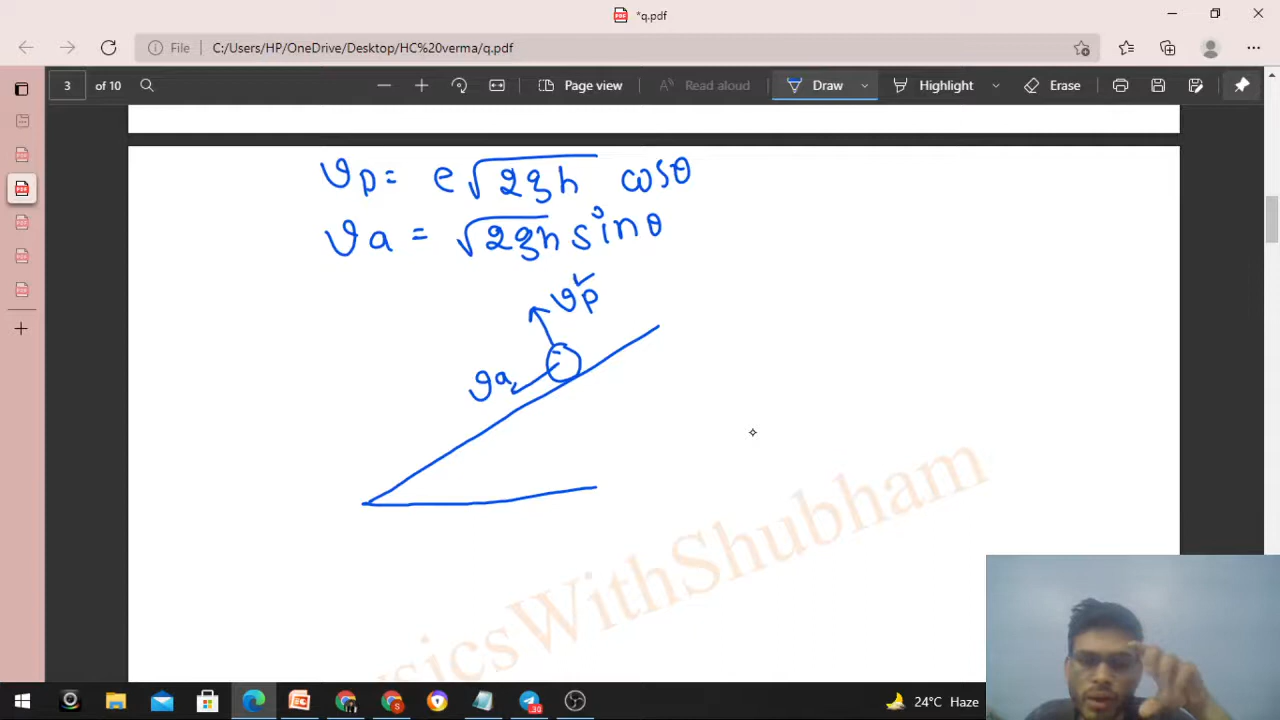 *q.pdf
File C:/Users/HP/OneDrive/Desktop/HC%20verma/q.pdf
3 of 10 Page view Read aloud Draw Highlight Erase
vp = e√2gh cosθ
va = √2gh sinθ
vp
va
PhysicsWithShubham
30
24°C Haze